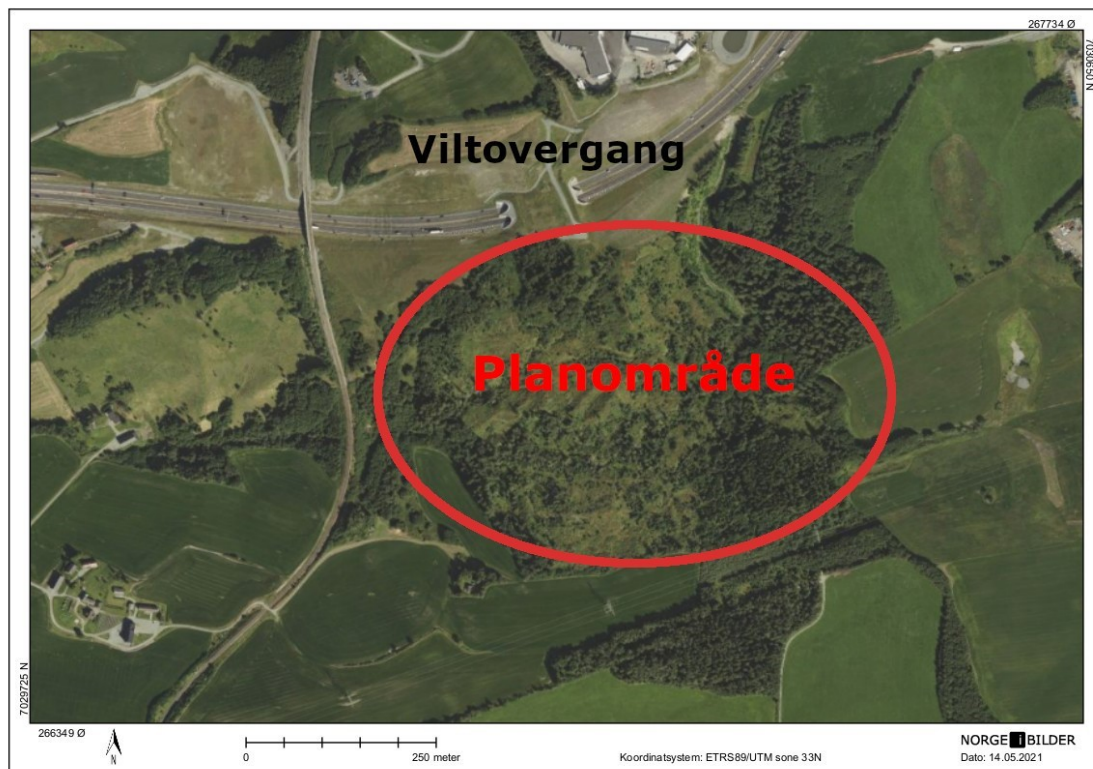 267734 Ø
7030650 N
Viltovergang
Planområde
7029725 N
266349 Ø
N
0 250 meter
Koordinatsystem: ETRS89/UTM sone 33N
NORGE i BILDER
Dato: 14.05.2021